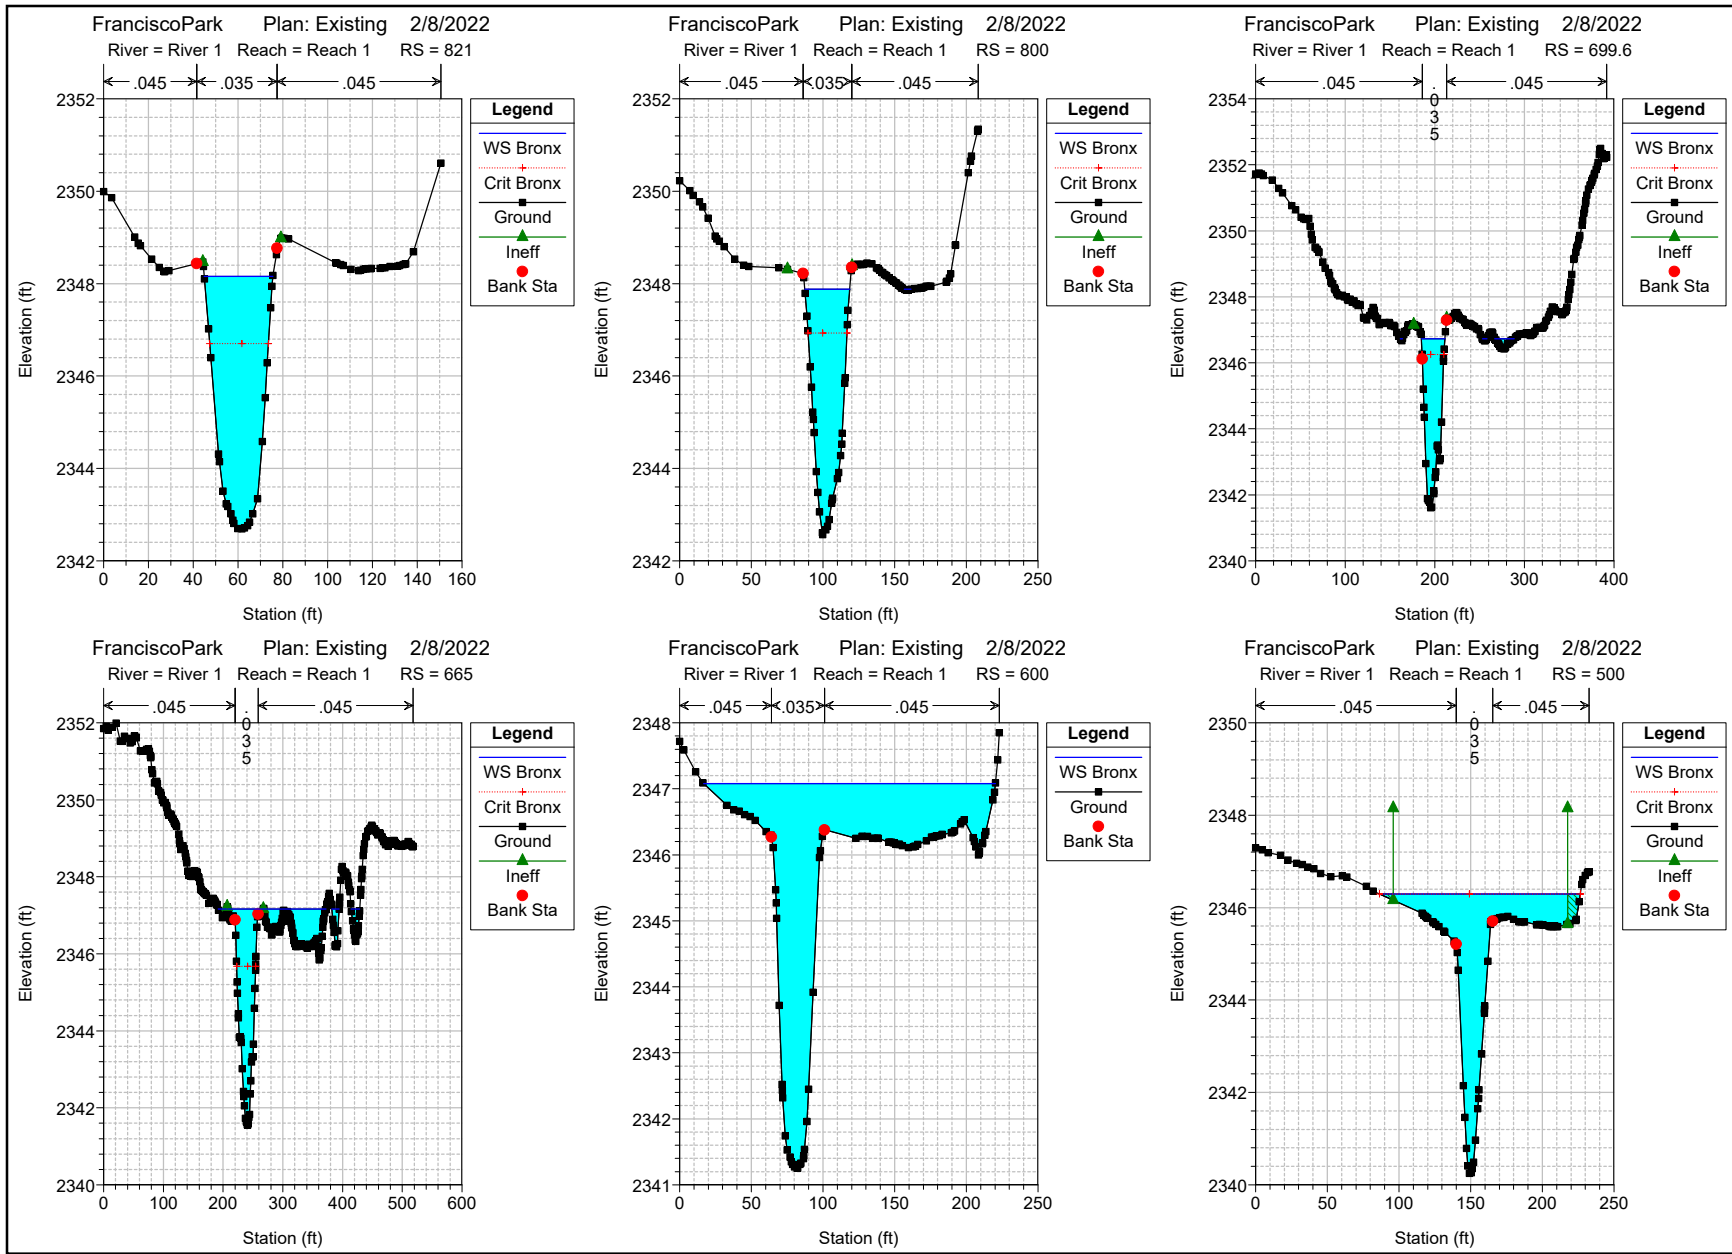 FranciscoPark Plan: Existing 2/8/2022
River = River 1 Reach = Reach 1 RS = 821
.045 .035 .045
2352
2350
2348
2346
2344
2342
0 20 40 60 80 100 120 140 160
Station (ft)
Elevation (ft)
Legend
WS Bronx
Crit Bronx
Ground
Ineff
Bank Sta
FranciscoPark Plan: Existing 2/8/2022
River = River 1 Reach = Reach 1 RS = 800
.045 .035 .045
2352
2350
2348
2346
2344
2342
0 50 100 150 200 250
Station (ft)
Elevation (ft)
Legend
WS Bronx
Crit Bronx
Ground
Ineff
Bank Sta
FranciscoPark Plan: Existing 2/8/2022
River = River 1 Reach = Reach 1 RS = 699.6
.045 .035 .045
2354
2352
2350
2348
2346
2344
2342
2340
0 100 200 300 400
Station (ft)
Elevation (ft)
Legend
WS Bronx
Crit Bronx
Ground
Ineff
Bank Sta
FranciscoPark Plan: Existing 2/8/2022
River = River 1 Reach = Reach 1 RS = 665
.045 .035 .045
2352
2350
2348
2346
2344
2342
2340
0 100 200 300 400 500 600
Station (ft)
Elevation (ft)
Legend
WS Bronx
Crit Bronx
Ground
Ineff
Bank Sta
FranciscoPark Plan: Existing 2/8/2022
River = River 1 Reach = Reach 1 RS = 600
.045 .035 .045
2348
2347
2346
2345
2344
2343
2342
2341
0 50 100 150 200 250
Station (ft)
Elevation (ft)
Legend
WS Bronx
Ground
Bank Sta
FranciscoPark Plan: Existing 2/8/2022
River = River 1 Reach = Reach 1 RS = 500
.045 .035 .045
2350
2348
2346
2344
2342
2340
0 50 100 150 200 250
Station (ft)
Elevation (ft)
Legend
WS Bronx
Crit Bronx
Ground
Ineff
Bank Sta